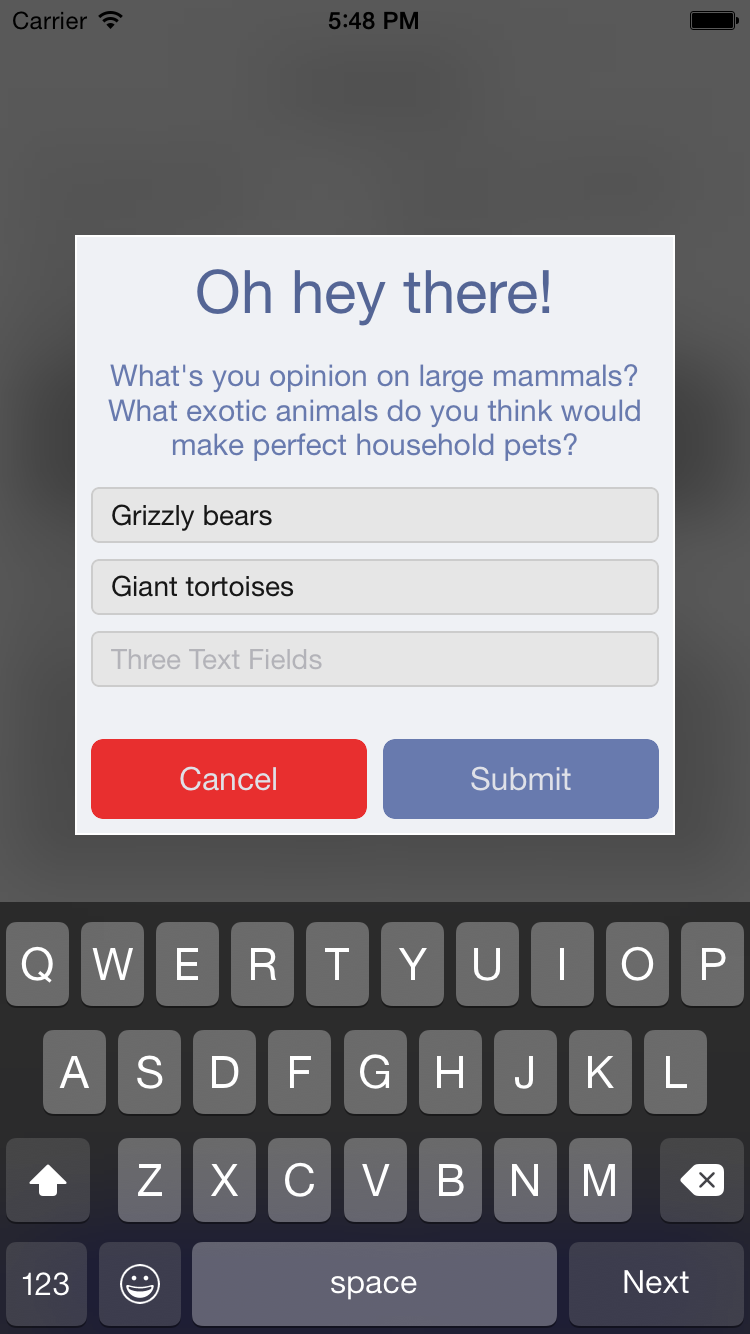 Carrier 5:48 PM
Oh hey there!
What's you opinion on large mammals?
What exotic animals do you think would
make perfect household pets?
Grizzly bears
Giant tortoises
Three Text Fields
Cancel Submit
Q W E R T Y U I O P
A S D F G H J K L
Z X C V B N M
123 space Next